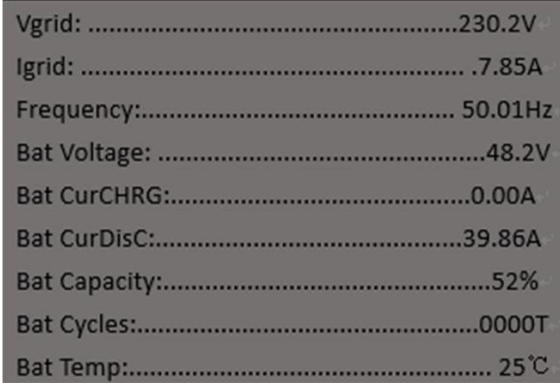 Vgrid: ......................................................230.2V
Igrid: ......................................................... .7.85A
Frequency:............................................... 50.01Hz
Bat Voltage: .................................................48.2V
Bat CurCHRG:.............................................0.00A
Bat CurDisC:..............................................39.86A
Bat Capacity:.................................................52%
Bat Cycles:...................................................0000T
Bat Temp:...................................................... 25℃